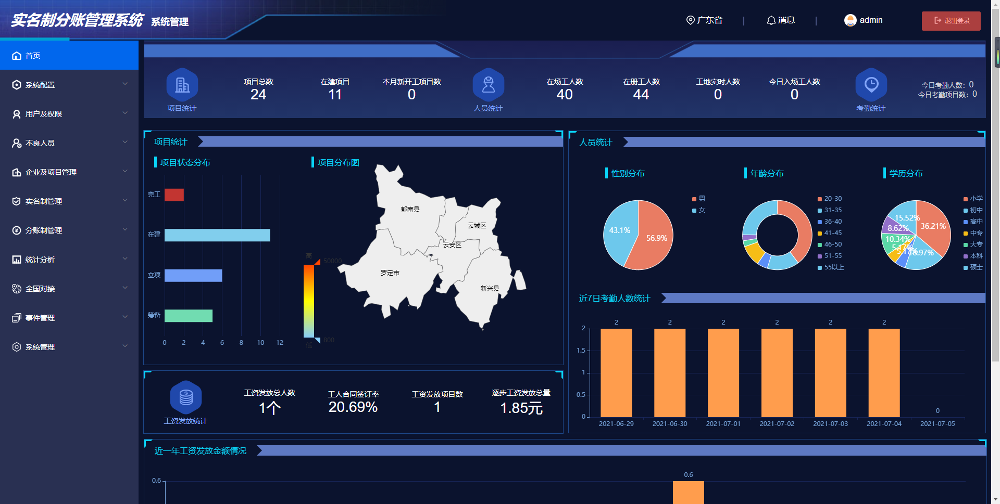 实名制分账管理系统 系统管理
广东省 | 消息 | admin 退出登录
首页
系统配置
用户及权限
不良人员
企业及项目管理
实名制管理
分账制管理
统计分析
全国对接
事件管理
系统管理
项目统计
项目总数
24
在建项目
11
本月新开工项目数
0
人员统计
在场工人数
40
在册工人数
44
工地实时人数
0
今日入场工人数
0
考勤统计
今日考勤人数: 0
今日考勤项目数: 0
项目统计
项目状态分布
完工
在建
立项
筹备
0 2 4 6 8 10 12
项目分布图
高
50000
800
低
郁南县
云城区
云安区
罗定市
新兴县
人员统计
性别分布
男
女
43.1%
56.9%
年龄分布
20-30
31-35
36-40
41-45
46-50
51-55
55以上
学历分布
小学
初中
高中
中专
大专
本科
硕士
15.52%
36.21%
8.62%
10.34%
5.17%
5.17%
18.97%
近7日考勤人数统计
2 2 2 2 2 2 0
2
1.5
1
0.5
0
2021-06-29 2021-06-30 2021-07-01 2021-07-02 2021-07-03 2021-07-04 2021-07-05
工资发放统计
工资发放总人数
1个
工人合同签订率
20.69%
工资发放项目数
1
逐步工资发放总量
1.85元
近一年工资发放金额情况
0.6
0.6